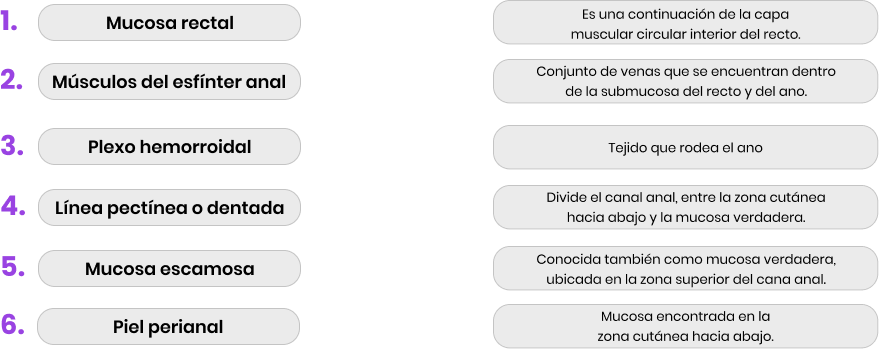 1. Mucosa rectal
Es una continuación de la capa
muscular circular interior del recto.
2. Músculos del esfínter anal
Conjunto de venas que se encuentran dentro
de la submucosa del recto y del ano.
3. Plexo hemorroidal
Tejido que rodea el ano
4. Línea pectínea o dentada
Divide el canal anal, entre la zona cutánea
hacia abajo y la mucosa verdadera.
5. Mucosa escamosa
Conocida también como mucosa verdadera,
ubicada en la zona superior del cana anal.
6. Piel perianal
Mucosa encontrada en la
zona cutánea hacia abajo.